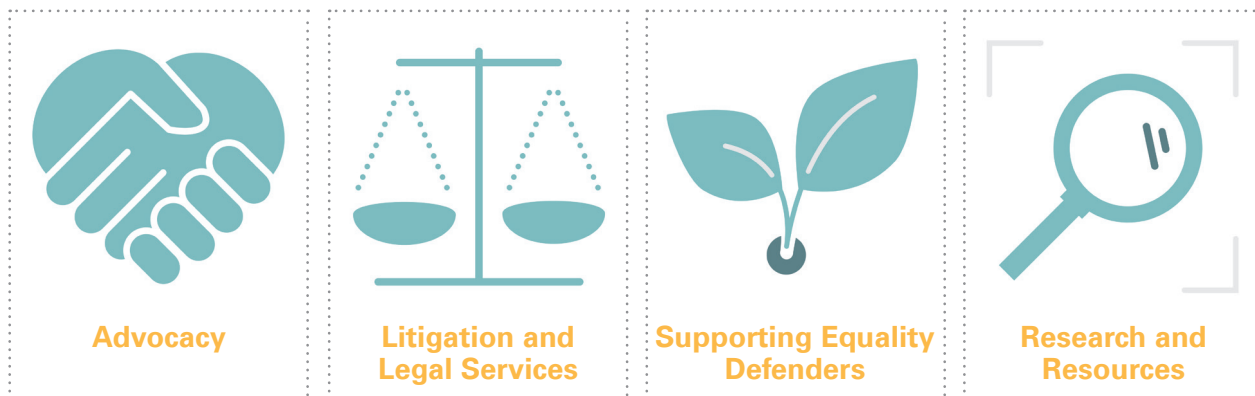 Advocacy
Litigation and
Legal Services
Supporting Equality
Defenders
Research and
Resources